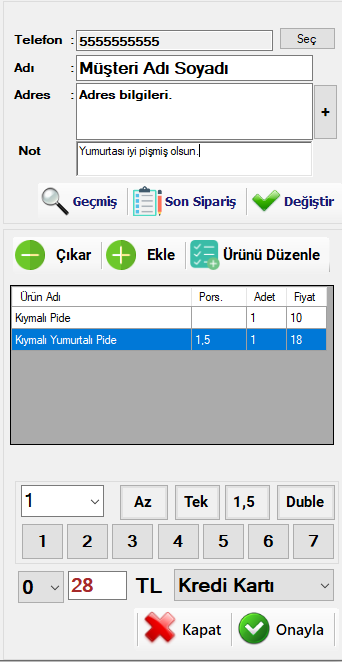 Telefon : 5555555555 Seç
Adı : Müşteri Adı Soyadı
Adres : Adres bilgileri.
+
Not Yumurtası iyi pişmiş olsun.
Geçmiş Son Sipariş Değiştir
Çıkar Ekle Ürünü Düzenle
Ürün Adı Pors. Adet Fiyat
Kıymalı Pide 1 10
Kıymalı Yumurtalı Pide 1,5 1 18
1 Az Tek 1,5 Duble
1 2 3 4 5 6 7
0 28 TL Kredi Kartı
Kapat Onayla